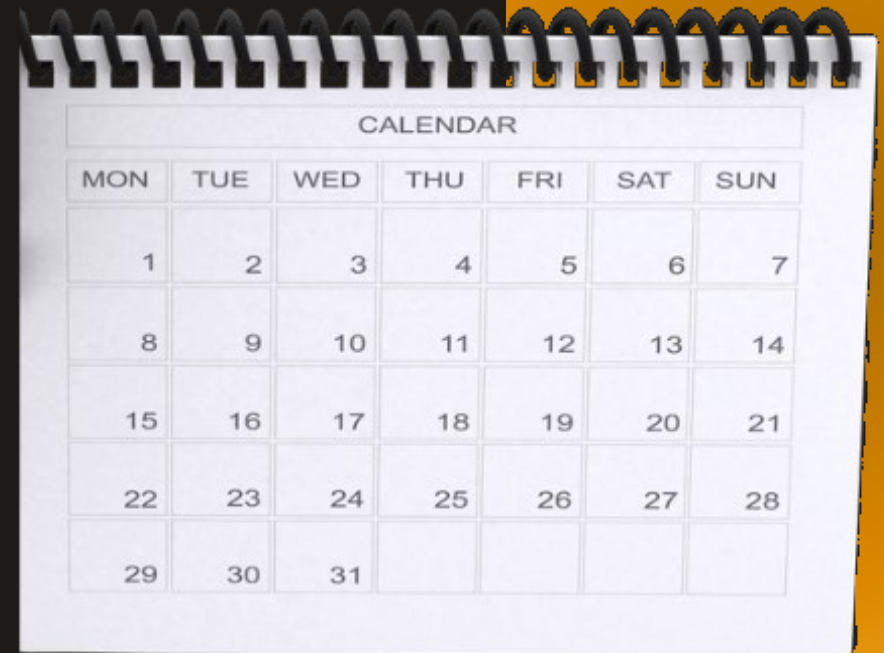 CALENDAR
MON TUE WED THU FRI SAT SUN
1 2 3 4 5 6 7
8 9 10 11 12 13 14
15 16 17 18 19 20 21
22 23 24 25 26 27 28
29 30 31